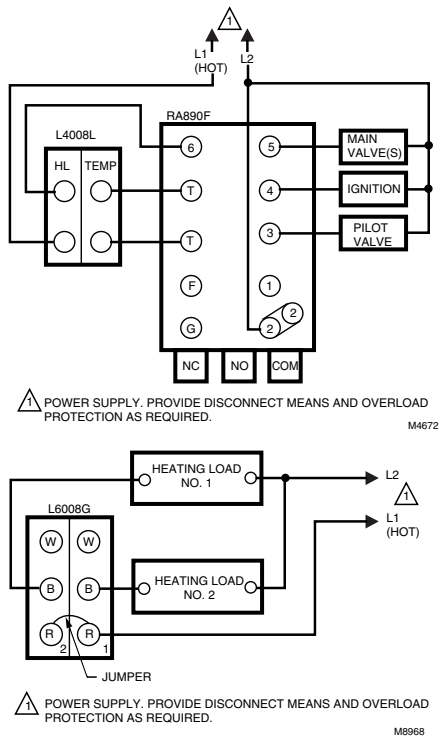 1
L1
(HOT)
L2
RA890F
L4008L
HL TEMP
6
5
MAIN
VALVE(S)
T
4
IGNITION
T
3
PILOT
VALVE
F
1
2
G
2
NC
NO
COM
1 POWER SUPPLY. PROVIDE DISCONNECT MEANS AND OVERLOAD
PROTECTION AS REQUIRED.
M4672
HEATING LOAD
NO. 1
L2
1
L1
(HOT)
L6008G
W W
B B
HEATING LOAD
NO. 2
R R
2 1
JUMPER
1 POWER SUPPLY. PROVIDE DISCONNECT MEANS AND OVERLOAD
PROTECTION AS REQUIRED.
M8968